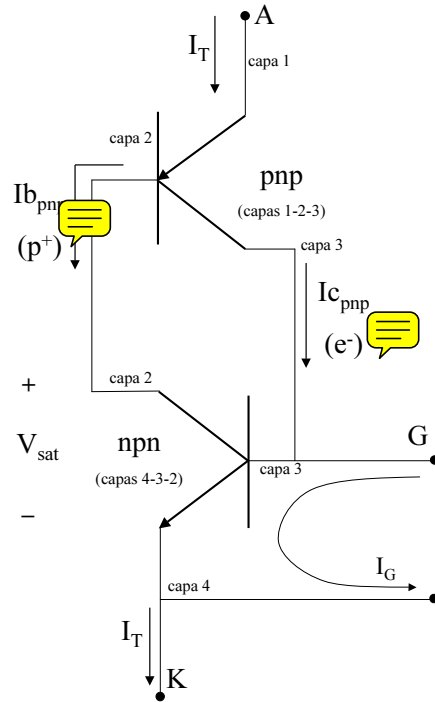 A
I_T
capa 1
capa 2
pnp
(capas 1-2-3)
Ib_pnp
(p⁺)
capa 3
Ic_pnp
(e⁻)
+
capa 2
V_sat
npn
(capas 4-3-2)
−
G
capa 3
I_G
capa 4
I_T
K